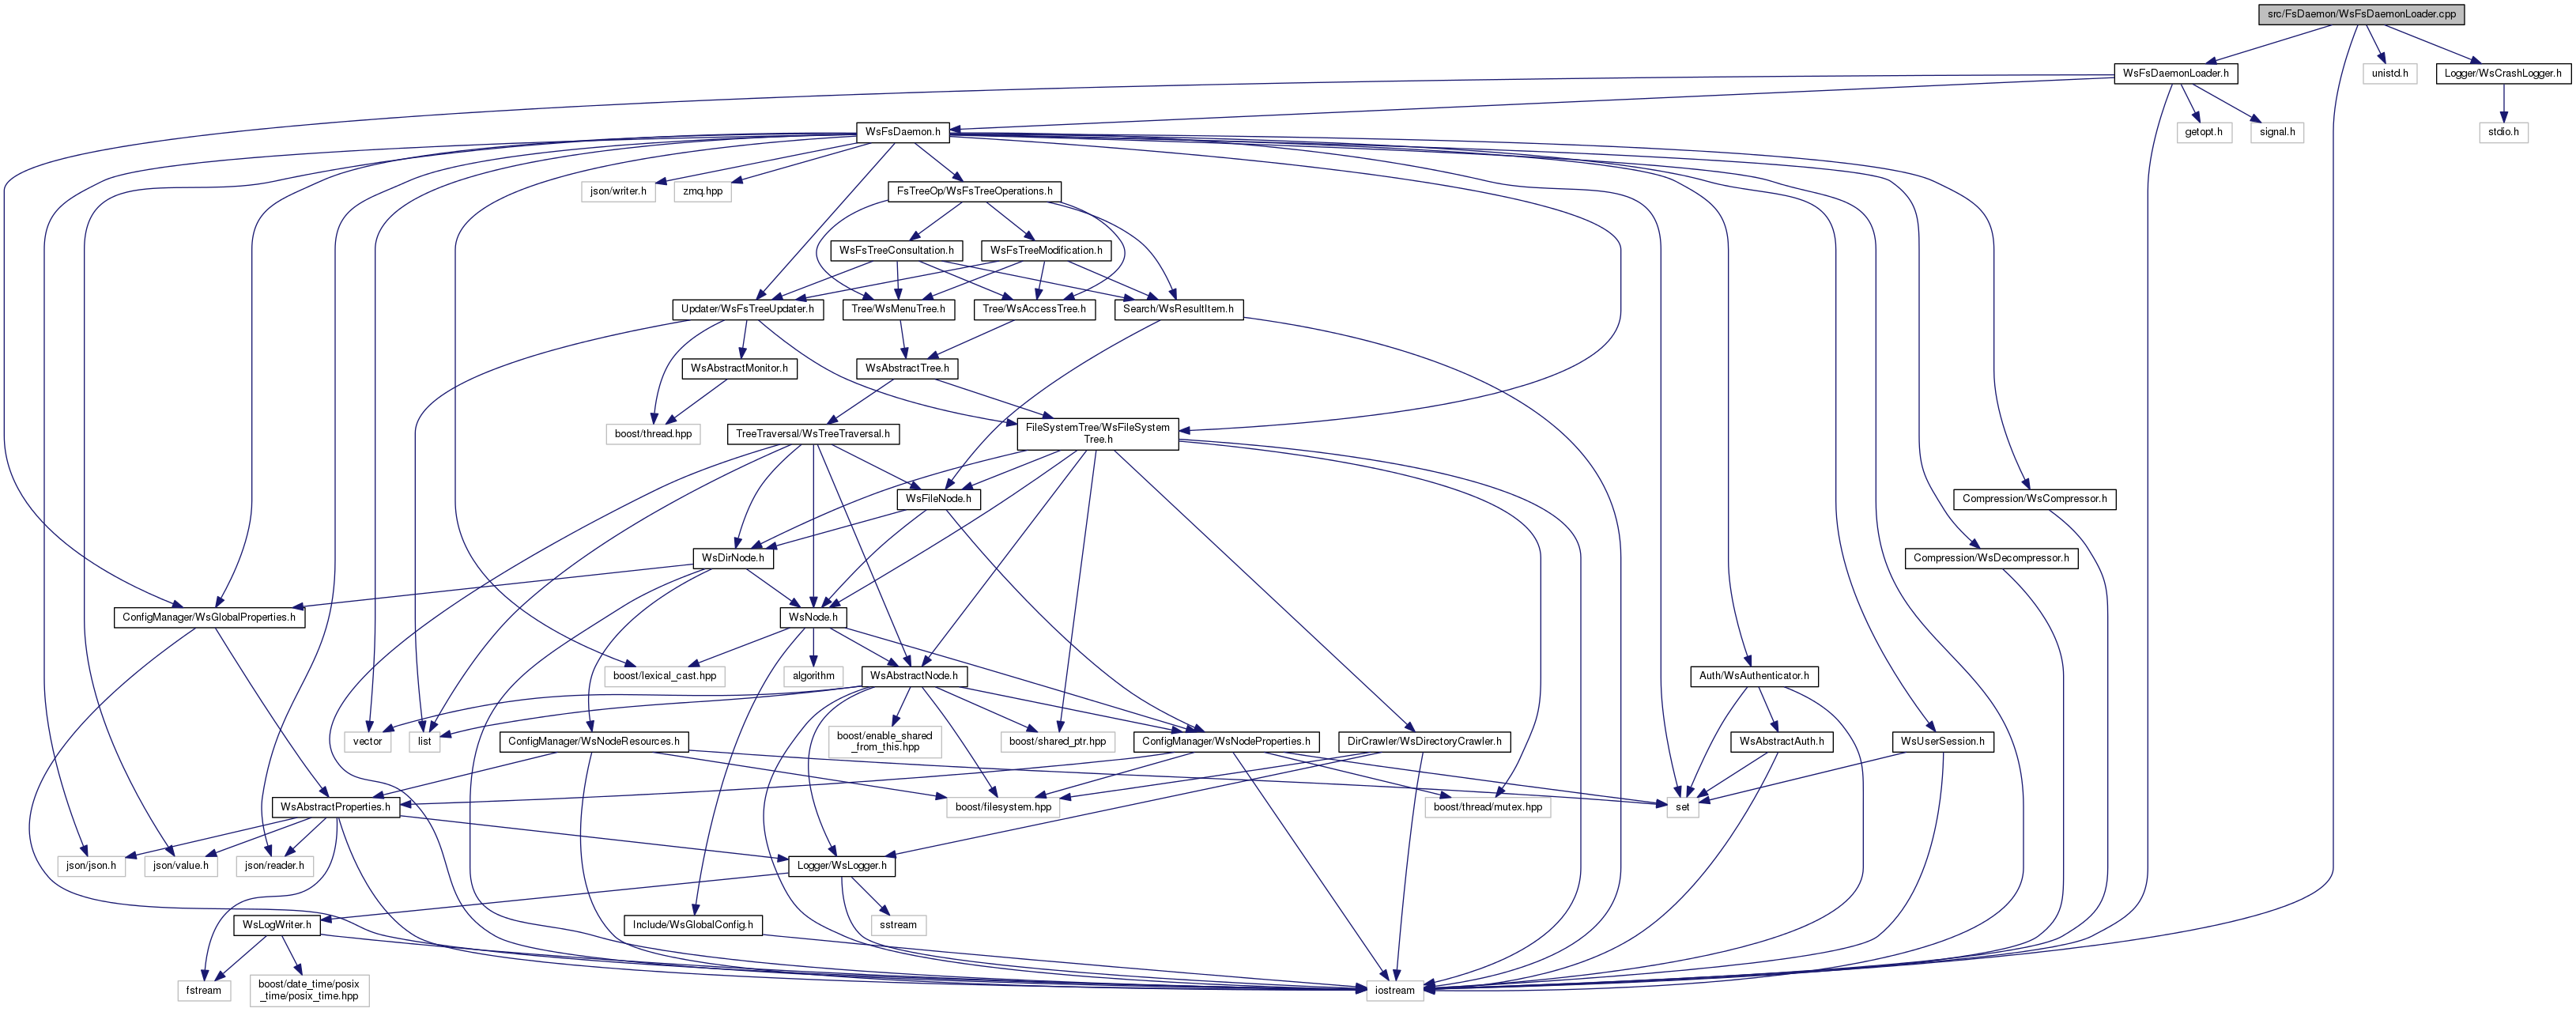 src/FsDaemon/WsFsDaemonLoader.cpp
WsFsDaemonLoader.h
unistd.h
Logger/WsCrashLogger.h
WsFsDaemon.h
getopt.h
signal.h
stdio.h
json/writer.h
zmq.hpp
FsTreeOp/WsFsTreeOperations.h
WsFsTreeConsultation.h
WsFsTreeModification.h
Updater/WsFsTreeUpdater.h
Tree/WsMenuTree.h
Tree/WsAccessTree.h
Search/WsResultItem.h
WsAbstractMonitor.h
WsAbstractTree.h
boost/thread.hpp
TreeTraversal/WsTreeTraversal.h
FileSystemTree/WsFileSystem
Tree.h
WsFileNode.h
Compression/WsCompressor.h
WsDirNode.h
Compression/WsDecompressor.h
ConfigManager/WsGlobalProperties.h
WsNode.h
boost/lexical_cast.hpp
algorithm
WsAbstractNode.h
Auth/WsAuthenticator.h
vector
list
ConfigManager/WsNodeResources.h
boost/enable_shared
_from_this.hpp
boost/shared_ptr.hpp
ConfigManager/WsNodeProperties.h
DirCrawler/WsDirectoryCrawler.h
WsAbstractAuth.h
WsUserSession.h
WsAbstractProperties.h
boost/filesystem.hpp
boost/thread/mutex.hpp
set
json/json.h
json/value.h
json/reader.h
Logger/WsLogger.h
WsLogWriter.h
Include/WsGlobalConfig.h
sstream
fstream
boost/date_time/posix
_time/posix_time.hpp
iostream